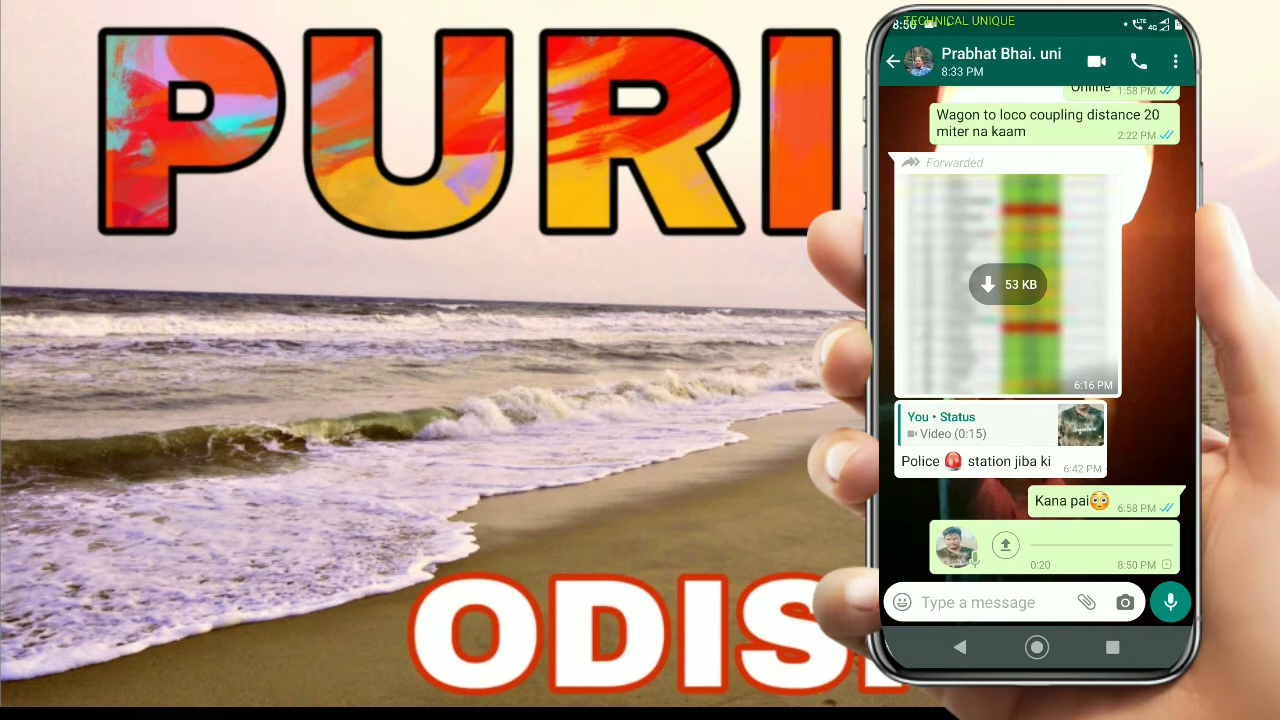 PURI
ODIS
8:50
TECHNICAL UNIQUE
LTE
4G
Prabhat Bhai. uni
8:33 PM
Online
1:58 PM
Wagon to loco coupling distance 20
miter na kaam
2:22 PM
Forwarded
53 KB
6:16 PM
You • Status
Video (0:15)
Police 🚨 station jiba ki
6:42 PM
Kana pai😳
6:58 PM
0:20
8:50 PM
Type a message